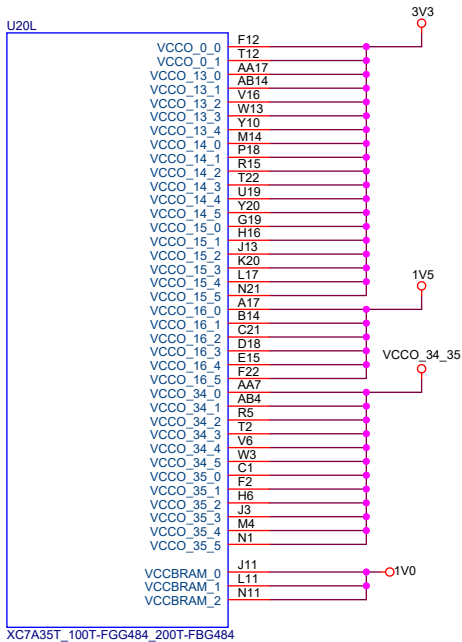 3V3
U20L
VCCO_0_0 F12
VCCO_0_1 T12
VCCO_13_0 AA17
VCCO_13_1 AB14
VCCO_13_2 V16
VCCO_13_3 W13
VCCO_13_4 Y10
VCCO_14_0 M14
VCCO_14_1 P18
VCCO_14_2 R15
VCCO_14_3 T22
VCCO_14_4 U19
VCCO_14_5 Y20
VCCO_15_0 G19
VCCO_15_1 H16
VCCO_15_2 J13
VCCO_15_3 K20
VCCO_15_4 L17
VCCO_15_5 N21
1V5
VCCO_16_0 A17
VCCO_16_1 B14
VCCO_16_2 C21
VCCO_16_3 D18
VCCO_16_4 E15
VCCO_16_5 F22
VCCO_34_35
VCCO_34_0 AA7
VCCO_34_1 AB4
VCCO_34_2 R5
VCCO_34_3 T2
VCCO_34_4 V6
VCCO_34_5 W3
VCCO_35_0 C1
VCCO_35_1 F2
VCCO_35_2 H6
VCCO_35_3 J3
VCCO_35_4 M4
VCCO_35_5 N1
VCCBRAM_0 J11 1V0
VCCBRAM_1 L11
VCCBRAM_2 N11
XC7A35T_100T-FGG484_200T-FBG484